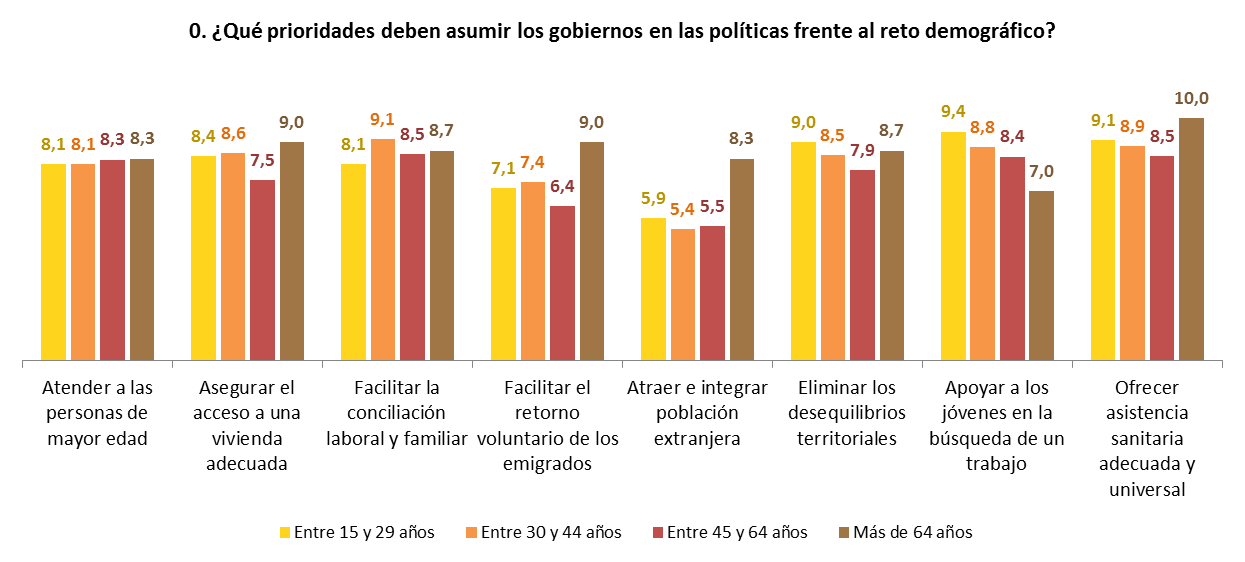 0. ¿Qué prioridades deben asumir los gobiernos en las políticas frente al reto demográfico?
8,1 8,1 8,3 8,3
8,4 8,6 7,5 9,0
8,1 9,1 8,5 8,7
7,1 7,4 6,4 9,0
5,9 5,4 5,5 8,3
9,0 8,5 7,9 8,7
9,4 8,8 8,4 7,0
9,1 8,9 8,5 10,0
Atender a las
personas de
mayor edad
Asegurar el
acceso a una
vivienda
adecuada
Facilitar la
conciliación
laboral y familiar
Facilitar el
retorno
voluntario de los
emigrados
Atraer e integrar
población
extranjera
Eliminar los
desequilibrios
territoriales
Apoyar a los
jóvenes en la
búsqueda de un
trabajo
Ofrecer
asistencia
sanitaria
adecuada y
universal
Entre 15 y 29 años Entre 30 y 44 años Entre 45 y 64 años Más de 64 años